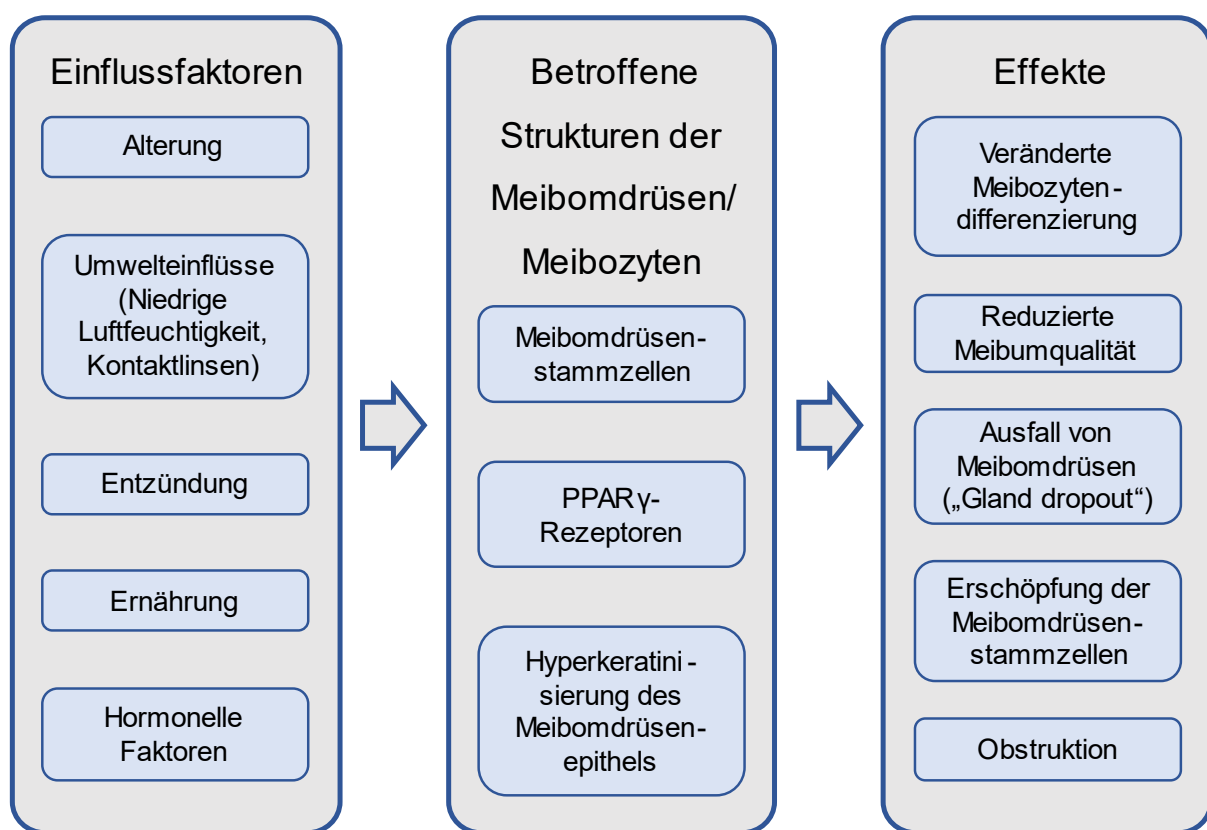 Einflussfaktoren
Alterung
Umwelteinflüsse
(Niedrige
Luftfeuchtigkeit,
Kontaktlinsen)
Entzündung
Ernährung
Hormonelle
Faktoren
Betroffene
Strukturen der
Meibomdrüsen/
Meibozyten
Meibomdrüsen-
stammzellen
PPARγ-
Rezeptoren
Hyperkeratini-
sierung des
Meibomdrüsen-
epithels
Effekte
Veränderte
Meibozyten-
differenzierung
Reduzierte
Meibumqualität
Ausfall von
Meibomdrüsen
(„Gland dropout“)
Erschöpfung der
Meibomdrüsen-
stammzellen
Obstruktion